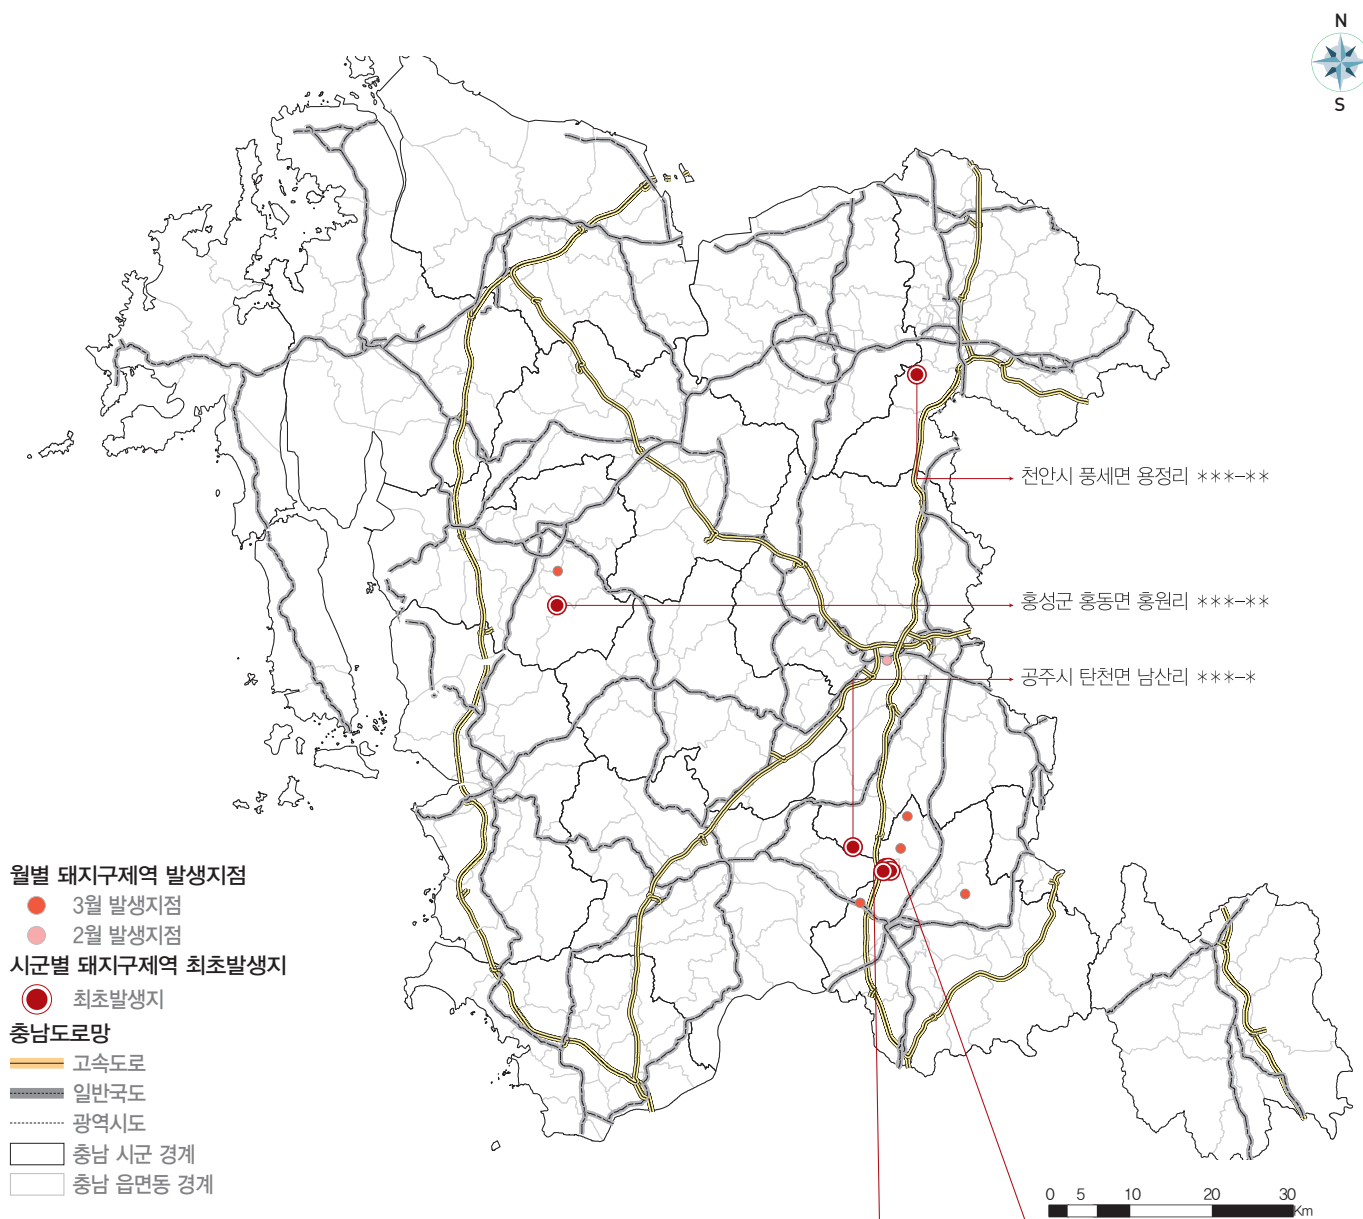 N
S
천안시 풍세면 용정리 ***-**
홍성군 홍동면 홍원리 ***-**
공주시 탄천면 남산리 ***-*
월별 돼지구제역 발생지점
3월 발생지점
2월 발생지점
시군별 돼지구제역 최초발생지
최초발생지
충남도로망
고속도로
일반국도
광역시도
충남 시군 경계
충남 읍면동 경계
0 5 10 20 30
Km